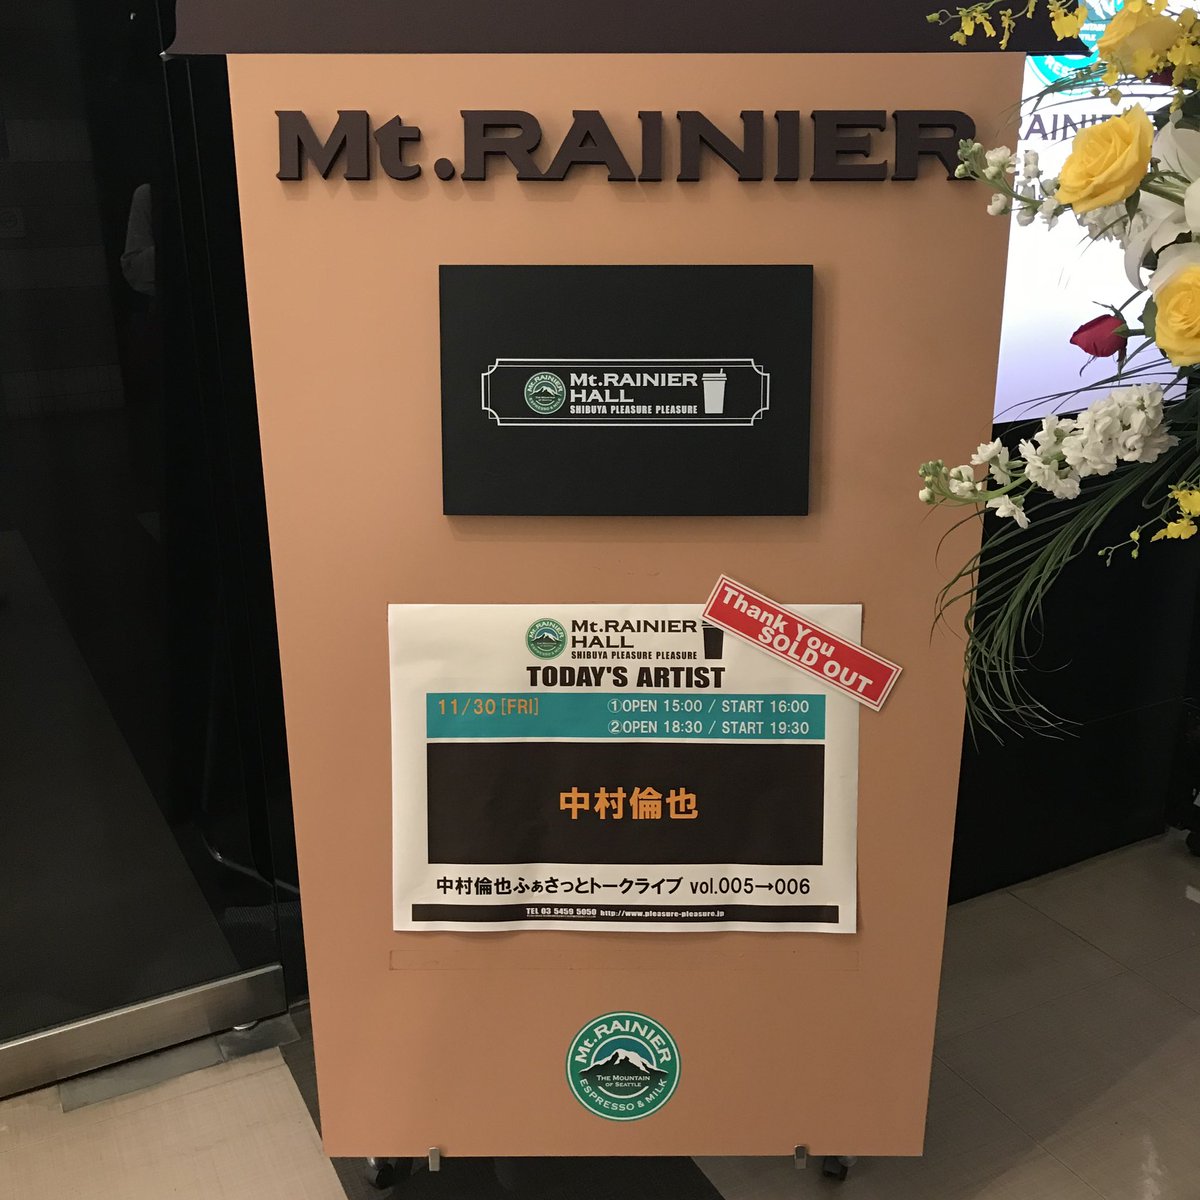 Mt.RAINIER
Mt.RAINIER
HALL
SHIBUYA PLEASURE PLEASURE
Mt.RAINIER
HALL
SHIBUYA PLEASURE PLEASURE
Thank You
SOLD OUT
TODAY'S ARTIST
11/30[FRI]
①OPEN 15:00 / START 16:00
②OPEN 18:30 / START 19:30
中村倫也
中村倫也ふぁさっとトークライブ vol.005→006
TEL 03 5459 5050 http://www.pleasure-pleasure.jp
Mt.RAINIER
THE MOUNTAIN
OF SEATTLE
ESPRESSO & MILK